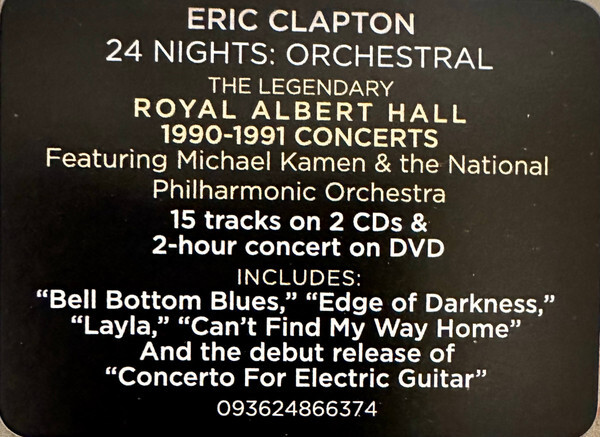 ERIC CLAPTON
24 NIGHTS: ORCHESTRAL
THE LEGENDARY
ROYAL ALBERT HALL
1990-1991 CONCERTS
Featuring Michael Kamen & the National
Philharmonic Orchestra
15 tracks on 2 CDs &
2-hour concert on DVD
INCLUDES:
“Bell Bottom Blues,” “Edge of Darkness,”
“Layla,” “Can’t Find My Way Home”
And the debut release of
“Concerto For Electric Guitar”
093624866374